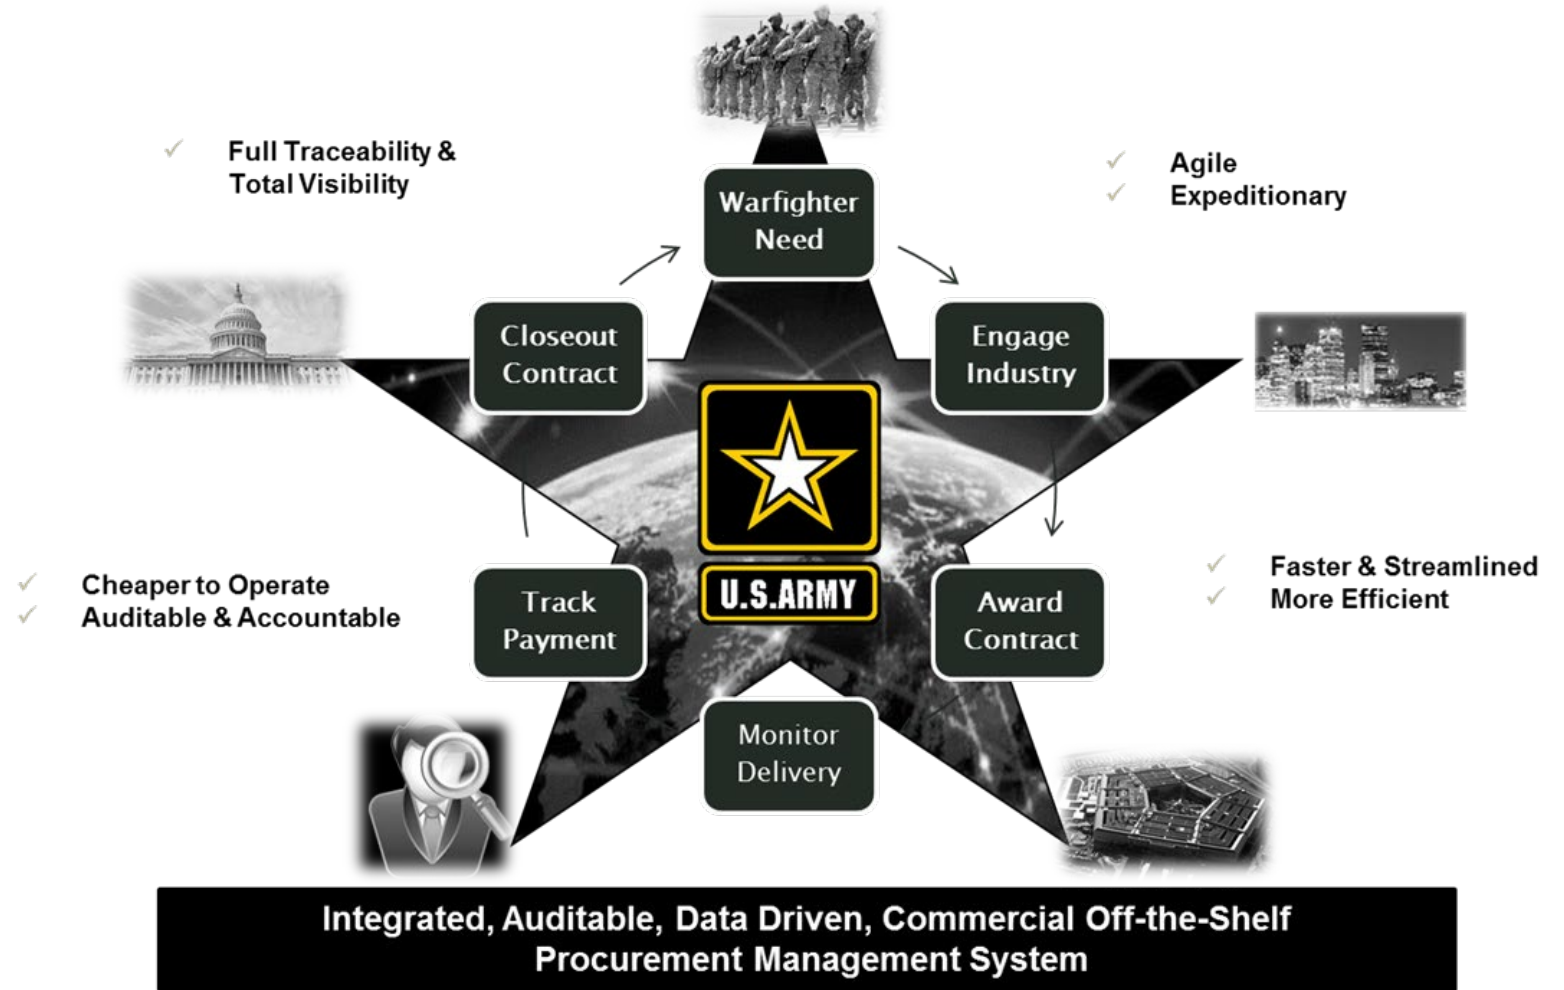 Full Traceability &
Total Visibility
Agile
Expeditionary
Warfighter
Need
Closeout
Contract
Engage
Industry
U.S.ARMY
Cheaper to Operate
Auditable & Accountable
Track
Payment
Award
Contract
Faster & Streamlined
More Efficient
Monitor
Delivery
Integrated, Auditable, Data Driven, Commercial Off-the-Shelf
Procurement Management System